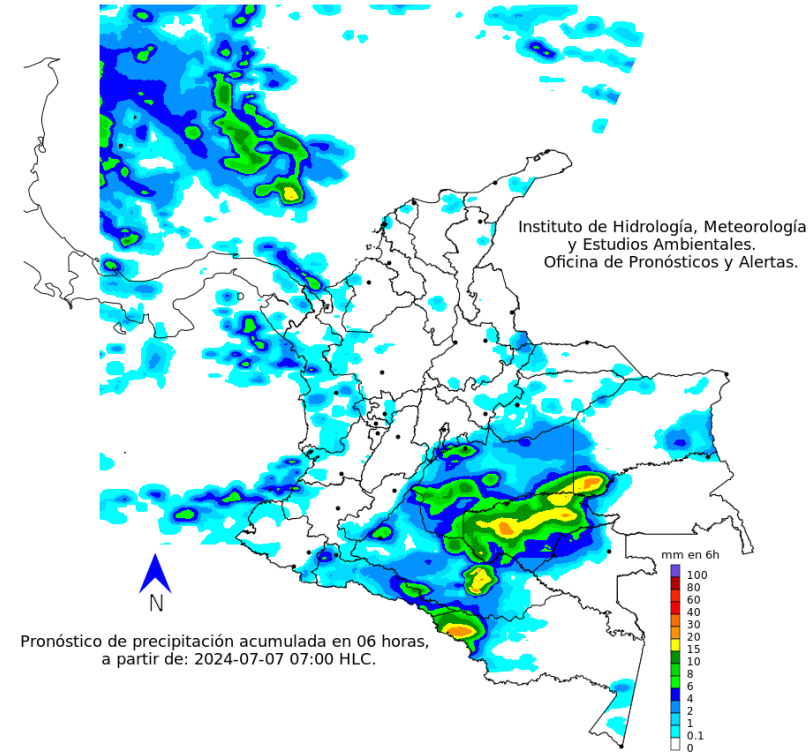 Instituto de Hidrología, Meteorología
y Estudios Ambientales.
Oficina de Pronósticos y Alertas.
mm en 6h
100
80
60
40
30
20
15
10
8
6
4
2
1
0.1
0
N
Pronóstico de precipitación acumulada en 06 horas,
a partir de: 2024-07-07 07:00 HLC.